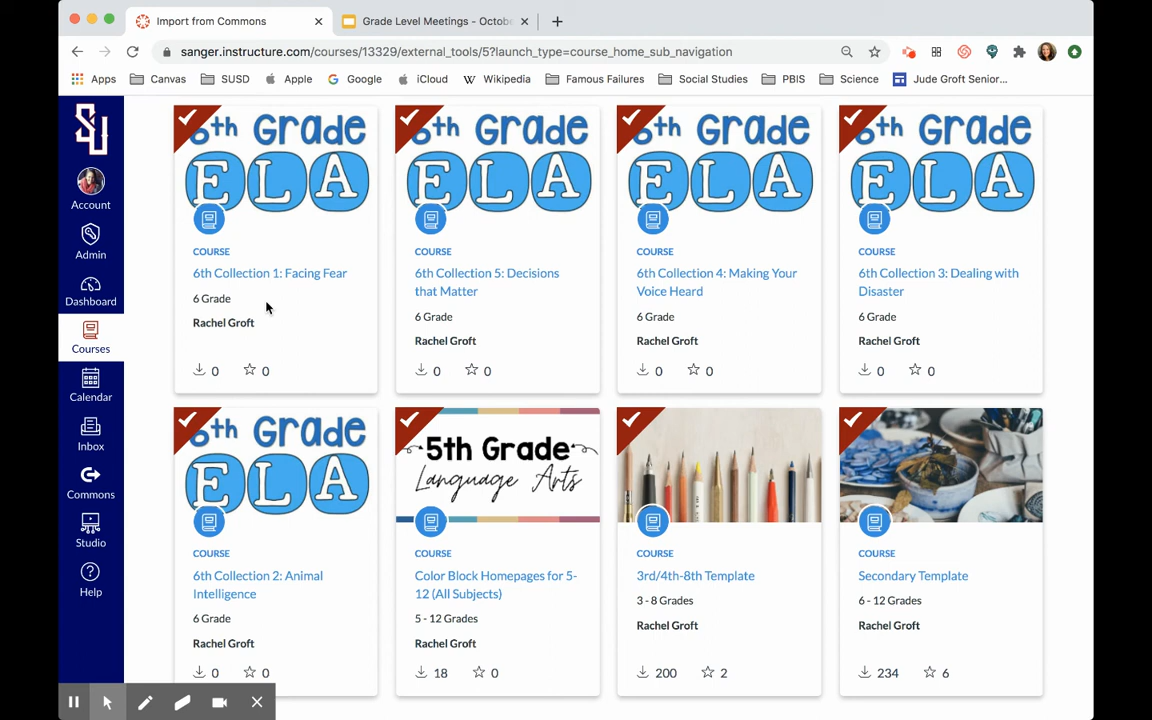 Import from Commons
Grade Level Meetings - Octobe
sanger.instructure.com/courses/13329/external_tools/5?launch_type=course_home_sub_navigation
Apps Canvas SUSD Apple Google iCloud Wikipedia Famous Failures Social Studies PBIS Science Jude Groft Senior...
SU
Account
Admin
Dashboard
Courses
Calendar
Inbox
Commons
Studio
Help
6th Grade
ELA
COURSE
6th Collection 1: Facing Fear
6 Grade
Rachel Groft
0 0
6th Grade
ELA
COURSE
6th Collection 5: Decisions
that Matter
6 Grade
Rachel Groft
0 0
6th Grade
ELA
COURSE
6th Collection 4: Making Your
Voice Heard
6 Grade
Rachel Groft
0 0
6th Grade
ELA
COURSE
6th Collection 3: Dealing with
Disaster
6 Grade
Rachel Groft
0 0
6th Grade
ELA
COURSE
6th Collection 2: Animal
Intelligence
6 Grade
Rachel Groft
0 0
5th Grade
Language Arts
COURSE
Color Block Homepages for 5-
12 (All Subjects)
5 - 12 Grades
Rachel Groft
18 0
COURSE
3rd/4th-8th Template
3 - 8 Grades
Rachel Groft
200 2
COURSE
Secondary Template
6 - 12 Grades
Rachel Groft
234 6